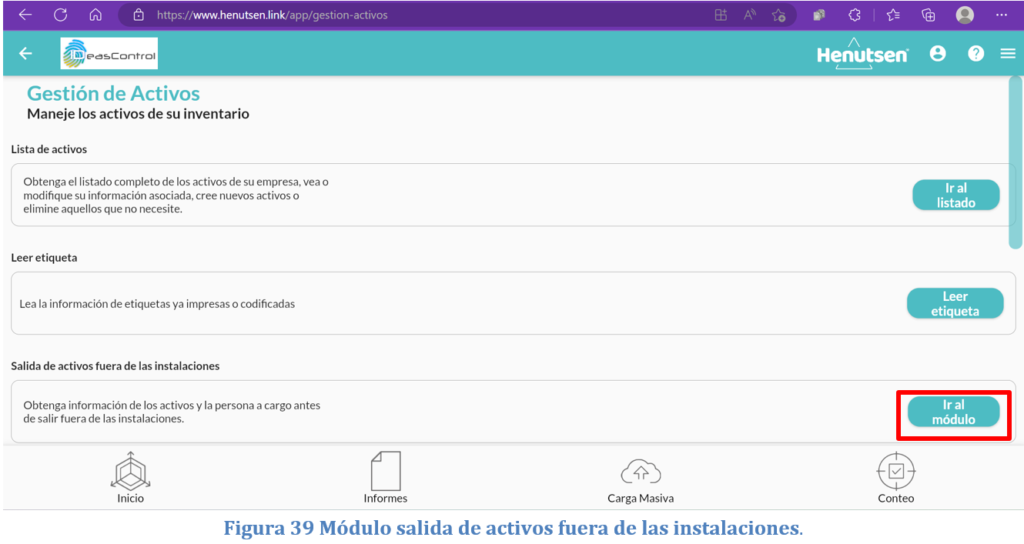 https://www.henutsen.link/app/gestion-activos
easControl
Henutsen
Gestión de Activos
Maneje los activos de su inventario
Lista de activos
Obtenga el listado completo de los activos de su empresa, vea o
modifique su información asociada, cree nuevos activos o
elimine aquellos que no necesite.
Ir al
listado
Leer etiqueta
Lea la información de etiquetas ya impresas o codificadas
Leer
etiqueta
Salida de activos fuera de las instalaciones
Obtenga información de los activos y la persona a cargo antes
de salir fuera de las instalaciones.
Ir al
módulo
Inicio
Informes
Carga Masiva
Conteo
Figura 39 Módulo salida de activos fuera de las instalaciones.